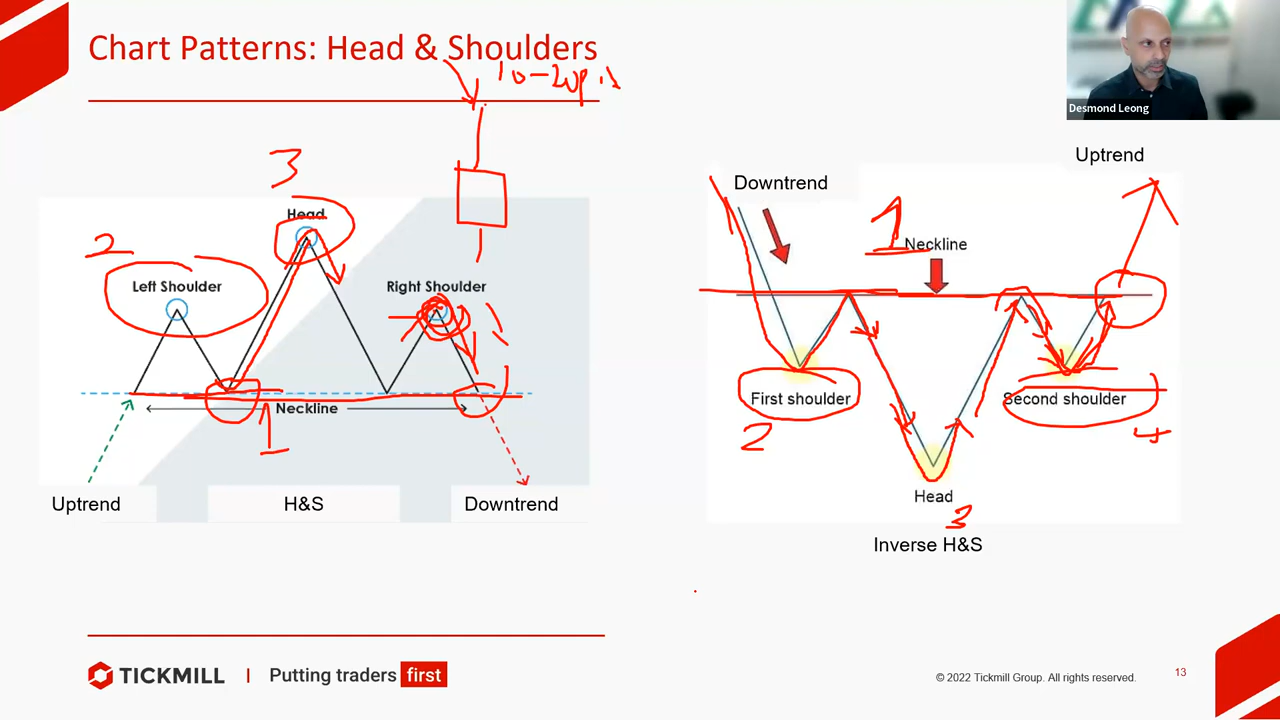 Chart Patterns: Head & Shoulders
10-20pips
Desmond Leong
3
Head
2
Left Shoulder
Right Shoulder
Neckline
1
Uptrend
H&S
Downtrend
Uptrend
Downtrend
1
Neckline
First shoulder
2
Second shoulder
4
Head
3
Inverse H&S
TICKMILL | Putting traders first
© 2022 Tickmill Group. All rights reserved.
13